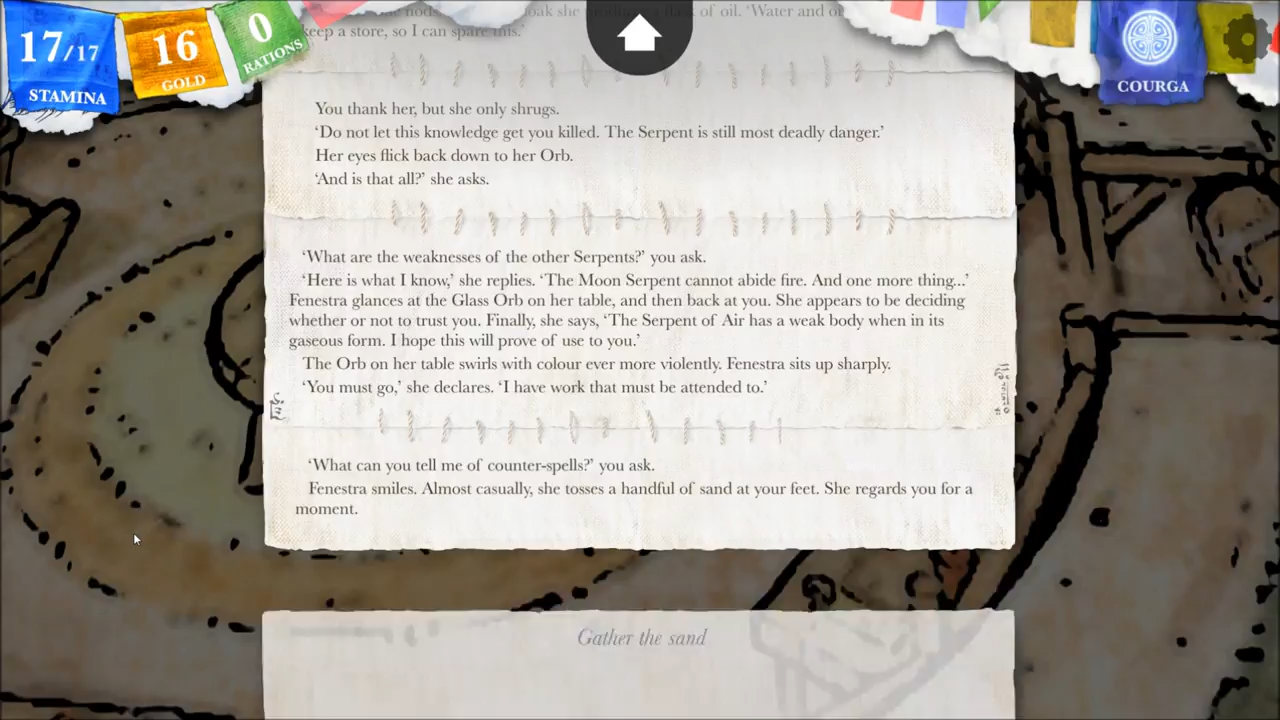 17/17
STAMINA
16
GOLD
0
RATIONS
COURGA
she of oil. 'Water and
keep a store, so I can spare this.'
You thank her, but she only shrugs.
‘Do not let this knowledge get you killed. The Serpent is still most deadly danger.’
Her eyes flick back down to her Orb.
‘And is that all?’ she asks.
‘What are the weaknesses of the other Serpents?’ you ask.
‘Here is what I know,’ she replies. ‘The Moon Serpent cannot abide fire. And one more thing...’
Fenestra glances at the Glass Orb on her table, and then back at you. She appears to be deciding
whether or not to trust you. Finally, she says, ‘The Serpent of Air has a weak body when in its
gaseous form. I hope this will prove of use to you.’
The Orb on her table swirls with colour ever more violently. Fenestra sits up sharply.
‘You must go,’ she declares. ‘I have work that must be attended to.’
‘What can you tell me of counter-spells?’ you ask.
Fenestra smiles. Almost casually, she tosses a handful of sand at your feet. She regards you for a
moment.
Gather the sand